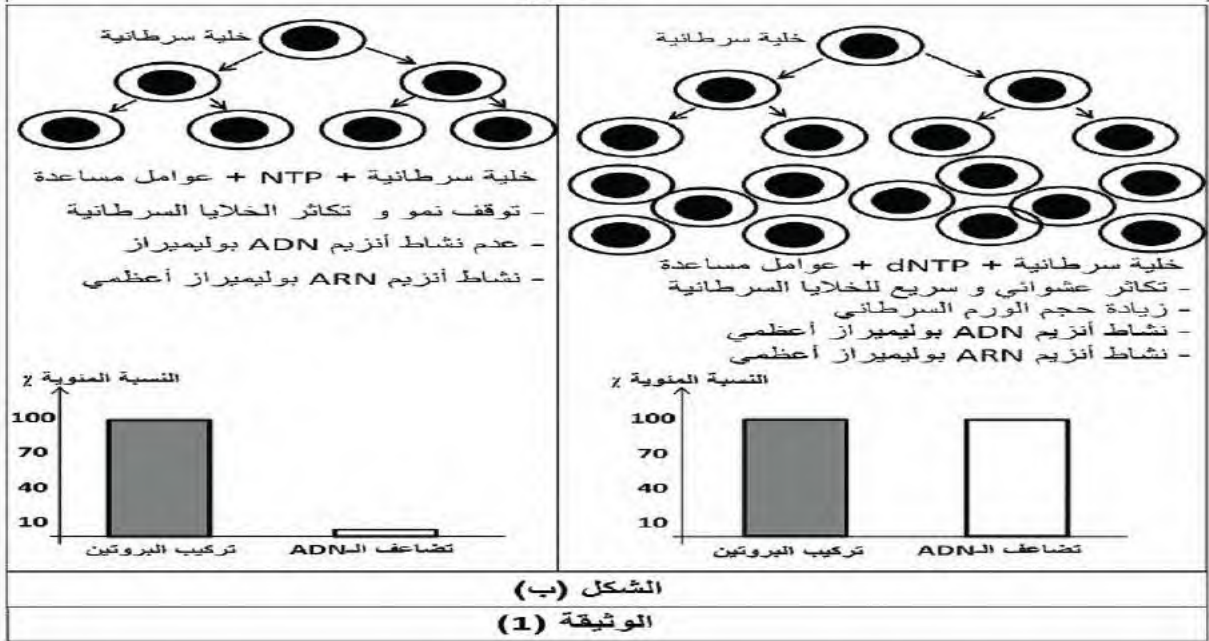 خلية سرطانية
خلية سرطانية + dNTP + عوامل مساعدة
- تكاثر عشوائي و سريع للخلايا السرطانية
- زيادة حجم الورم السرطاني
- نشاط أنزيم ADN بوليميراز أعظمي
- نشاط أنزيم ARN بوليميراز أعظمي
النسبة المئوية %
100
70
40
10
تركيب البروتين
تضاعف الـADN
خلية سرطانية
خلية سرطانية + NTP + عوامل مساعدة
- توقف نمو و تكاثر الخلايا السرطانية
- عدم نشاط أنزيم ADN بوليميراز
- نشاط أنزيم ARN بوليميراز أعظمي
النسبة المئوية %
100
70
40
10
تركيب البروتين
تضاعف الـADN
الشكل (ب)
الوثيقة (1)